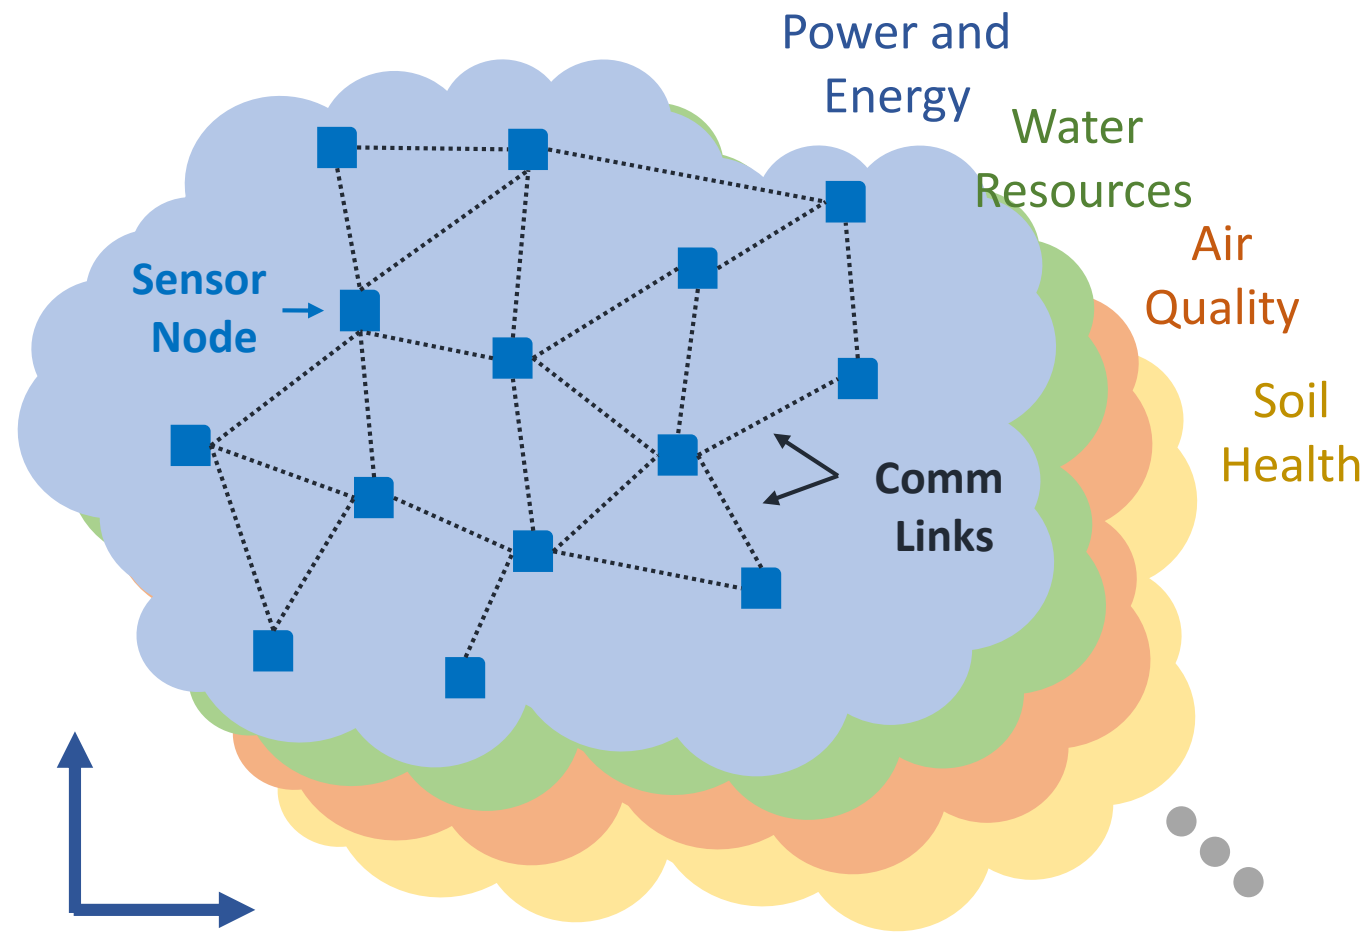 Power and
Energy
Water
Resources
Air
Quality
Soil
Health
Sensor
Node
Comm
Links